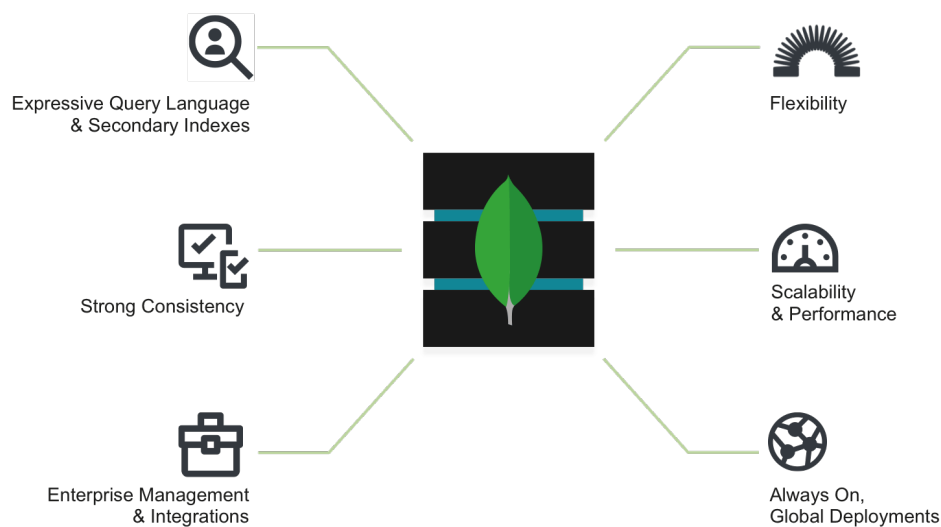 Expressive Query Language
& Secondary Indexes
Flexibility
Strong Consistency
Scalability
& Performance
Enterprise Management
& Integrations
Always On,
Global Deployments